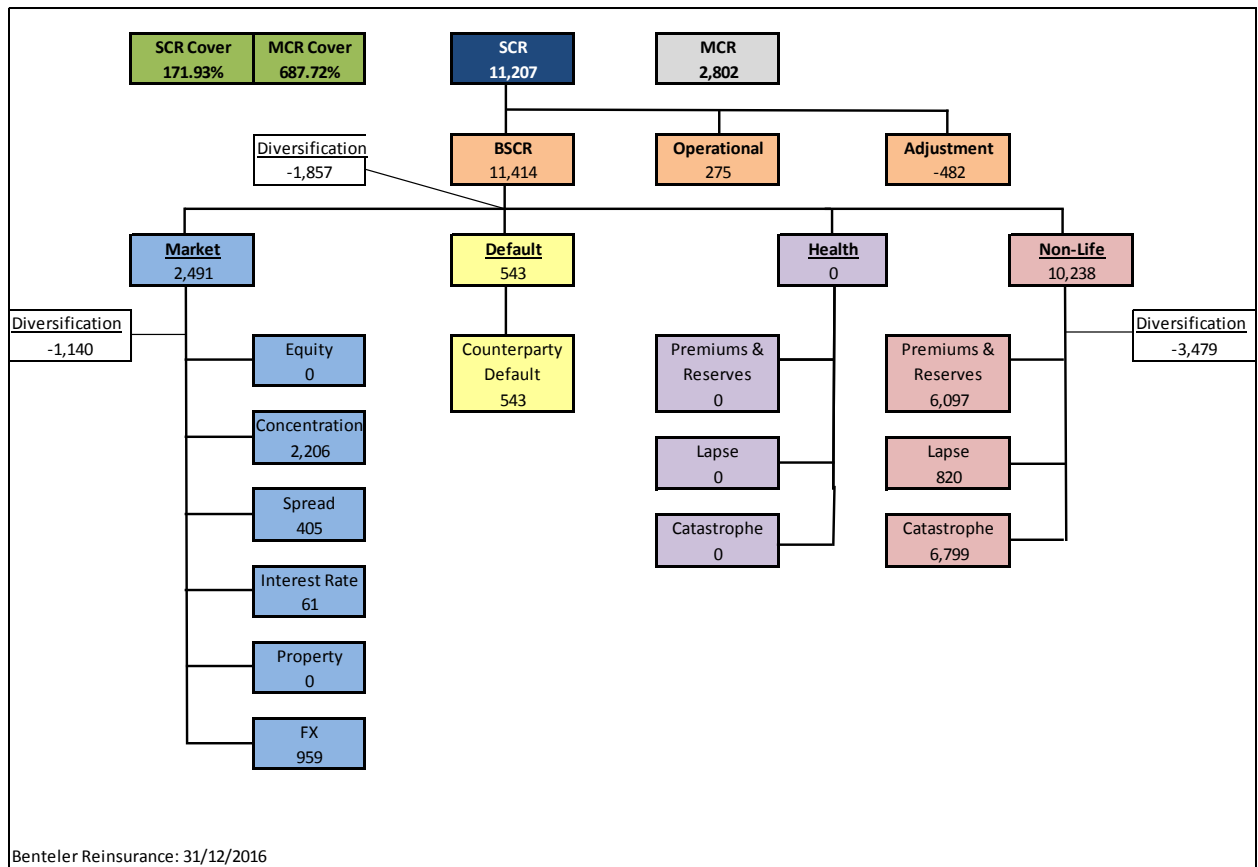 SCR Cover
171.93%
MCR Cover
687.72%
SCR
11,207
MCR
2,802
Diversification
-1,857
BSCR
11,414
Operational
275
Adjustment
-482
Market
2,491
Default
543
Health
0
Non-Life
10,238
Diversification
-1,140
Diversification
-3,479
Equity
0
Concentration
2,206
Spread
405
Interest Rate
61
Property
0
FX
959
Counterparty
Default
543
Premiums &
Reserves
0
Lapse
0
Catastrophe
0
Premiums &
Reserves
6,097
Lapse
820
Catastrophe
6,799
Benteler Reinsurance: 31/12/2016